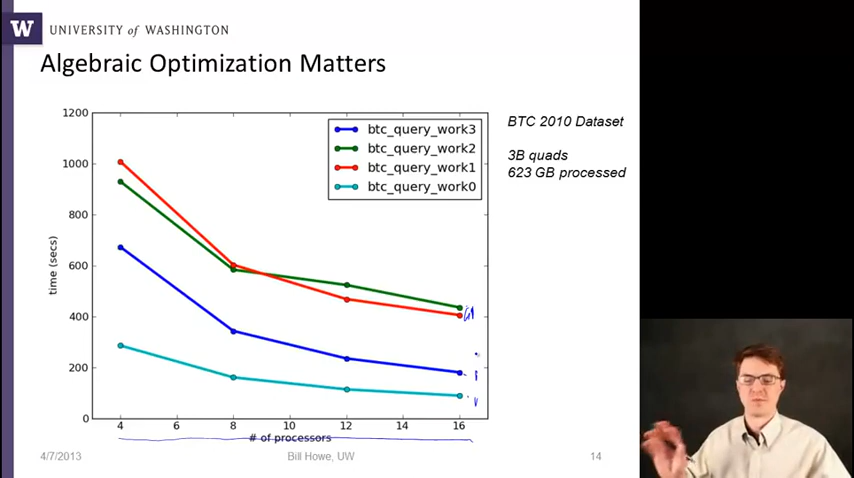 W
UNIVERSITY of WASHINGTON
Algebraic Optimization Matters
1200
1000
800
600
400
200
0
time (secs)
btc_query_work3
btc_query_work2
btc_query_work1
btc_query_work0
4 6 8 10 12 14 16
# of processors
BTC 2010 Dataset
3B quads
623 GB processed
4/7/2013
Bill Howe, UW
14